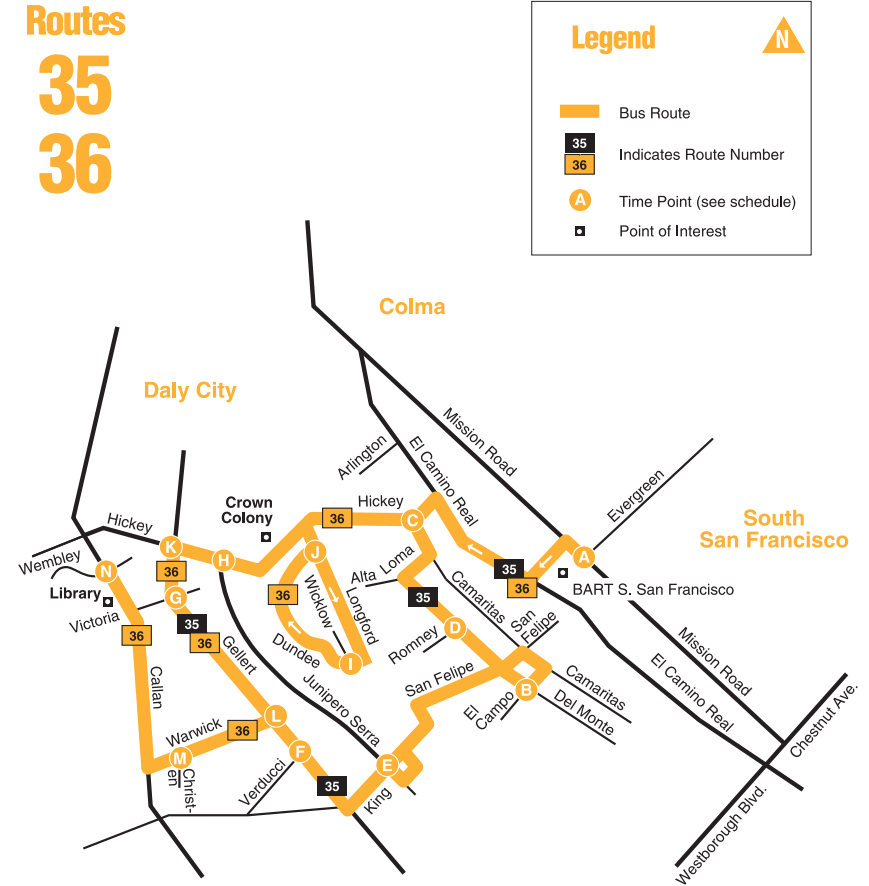 Routes
35
36
Legend
N
Bus Route
35
36
Indicates Route Number
A
Time Point (see schedule)
Point of Interest
Colma
Daly City
Mission Road
El Camino Real
Arlington
Evergreen
South
San Francisco
Crown
Colony
Hickey
36
C
Hickey
Wembley
K
H
J
A
35
36
BART S. San Francisco
N
Library
36
G
Victoria
35
36
Gellert
36
Wicklow
Longford
Dundee
I
Alta Loma
35
Camaritas
San
Felipe
Romney
D
36
Callan
Junipero Serra
San Felipe
El
Campo
B
Camaritas
Del Monte
Mission Road
El Camino Real
Chestnut Ave.
Westborough Blvd.
Warwick
36
L
M
Christ-
en
F
E
Verducci
35
King